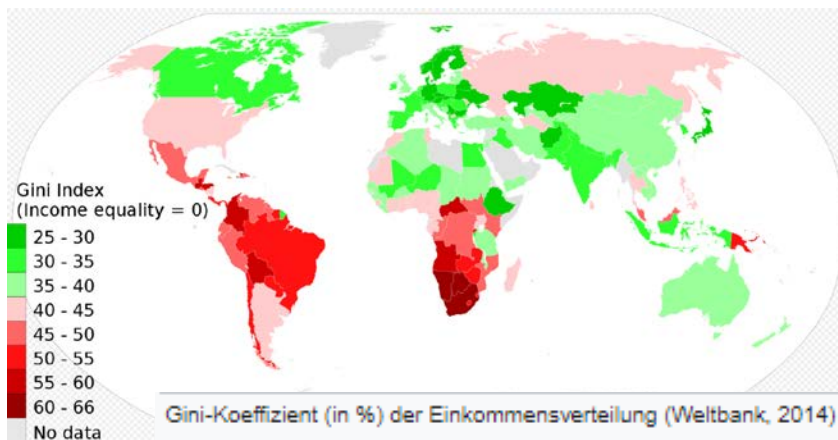 Gini Index
(Income equality = 0)
25 - 30
30 - 35
35 - 40
40 - 45
45 - 50
50 - 55
55 - 60
60 - 66
No data
Gini-Koeffizient (in %) der Einkommensverteilung (Weltbank, 2014)